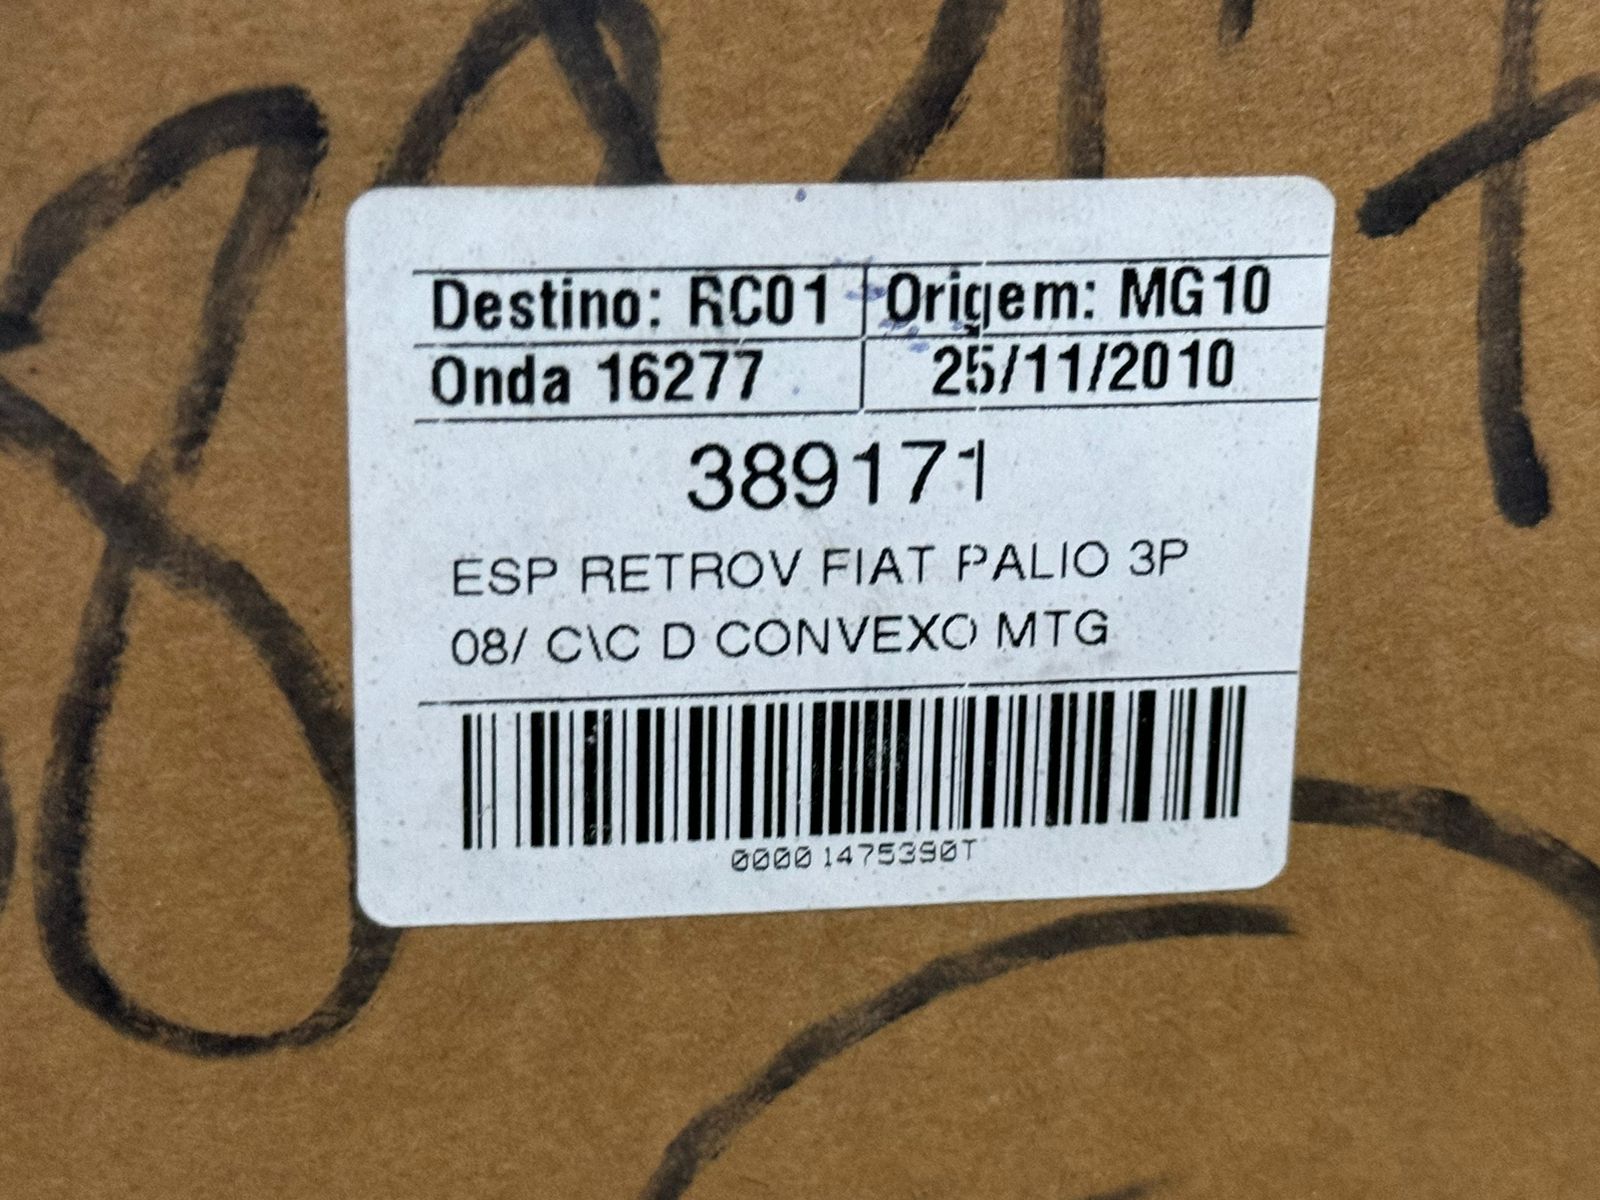 Destino: RC01 Origem: MG10
Onda 16277 25/11/2010
389171
ESP RETROV FIAT PALIO 3P
08/ C\C D CONVEXO MTG
00001475390T